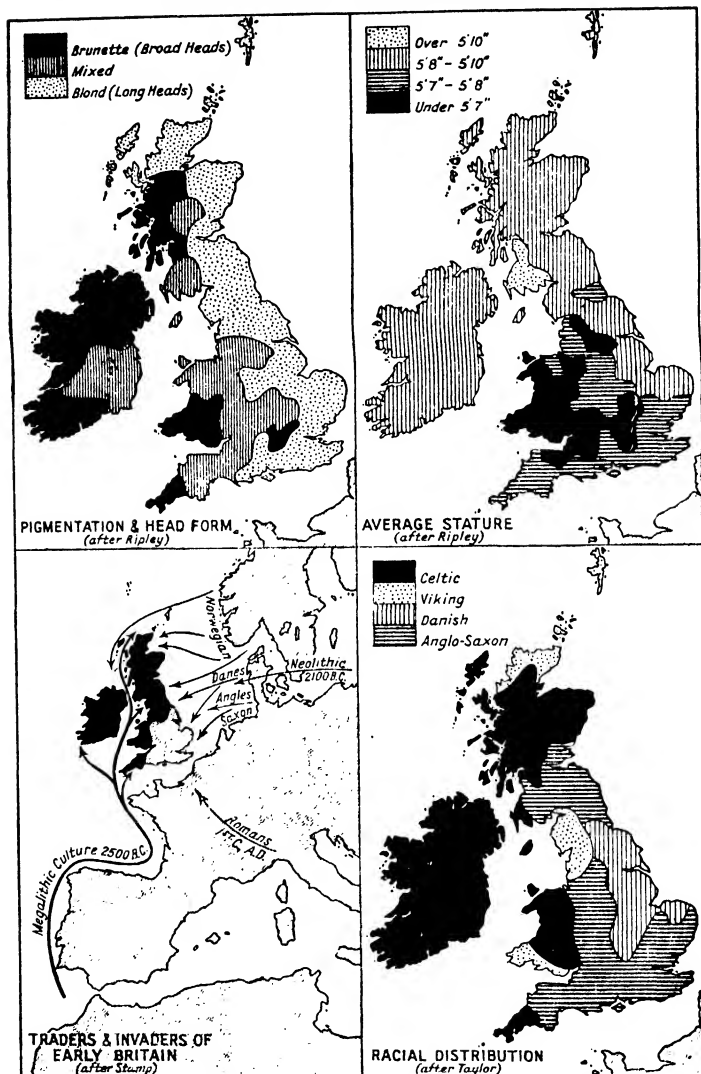 Brunette (Broad Heads)
Mixed
Blond (Long Heads)
PIGMENTATION & HEAD FORM
(after Ripley)
Over 5'10"
5'8"-5'10"
5'7"-5'8"
Under 5'7"
AVERAGE STATURE
(after Ripley)
Norwegian
Danes
Neolithic
2100 B.C.
Angles
Saxon
Romans
1st C. A.D.
Megalithic Culture 2500 B.C.
TRADERS & INVADERS OF
EARLY BRITAIN
(after Stamp)
Celtic
Viking
Danish
Anglo-Saxon
RACIAL DISTRIBUTION
(after Taylor)